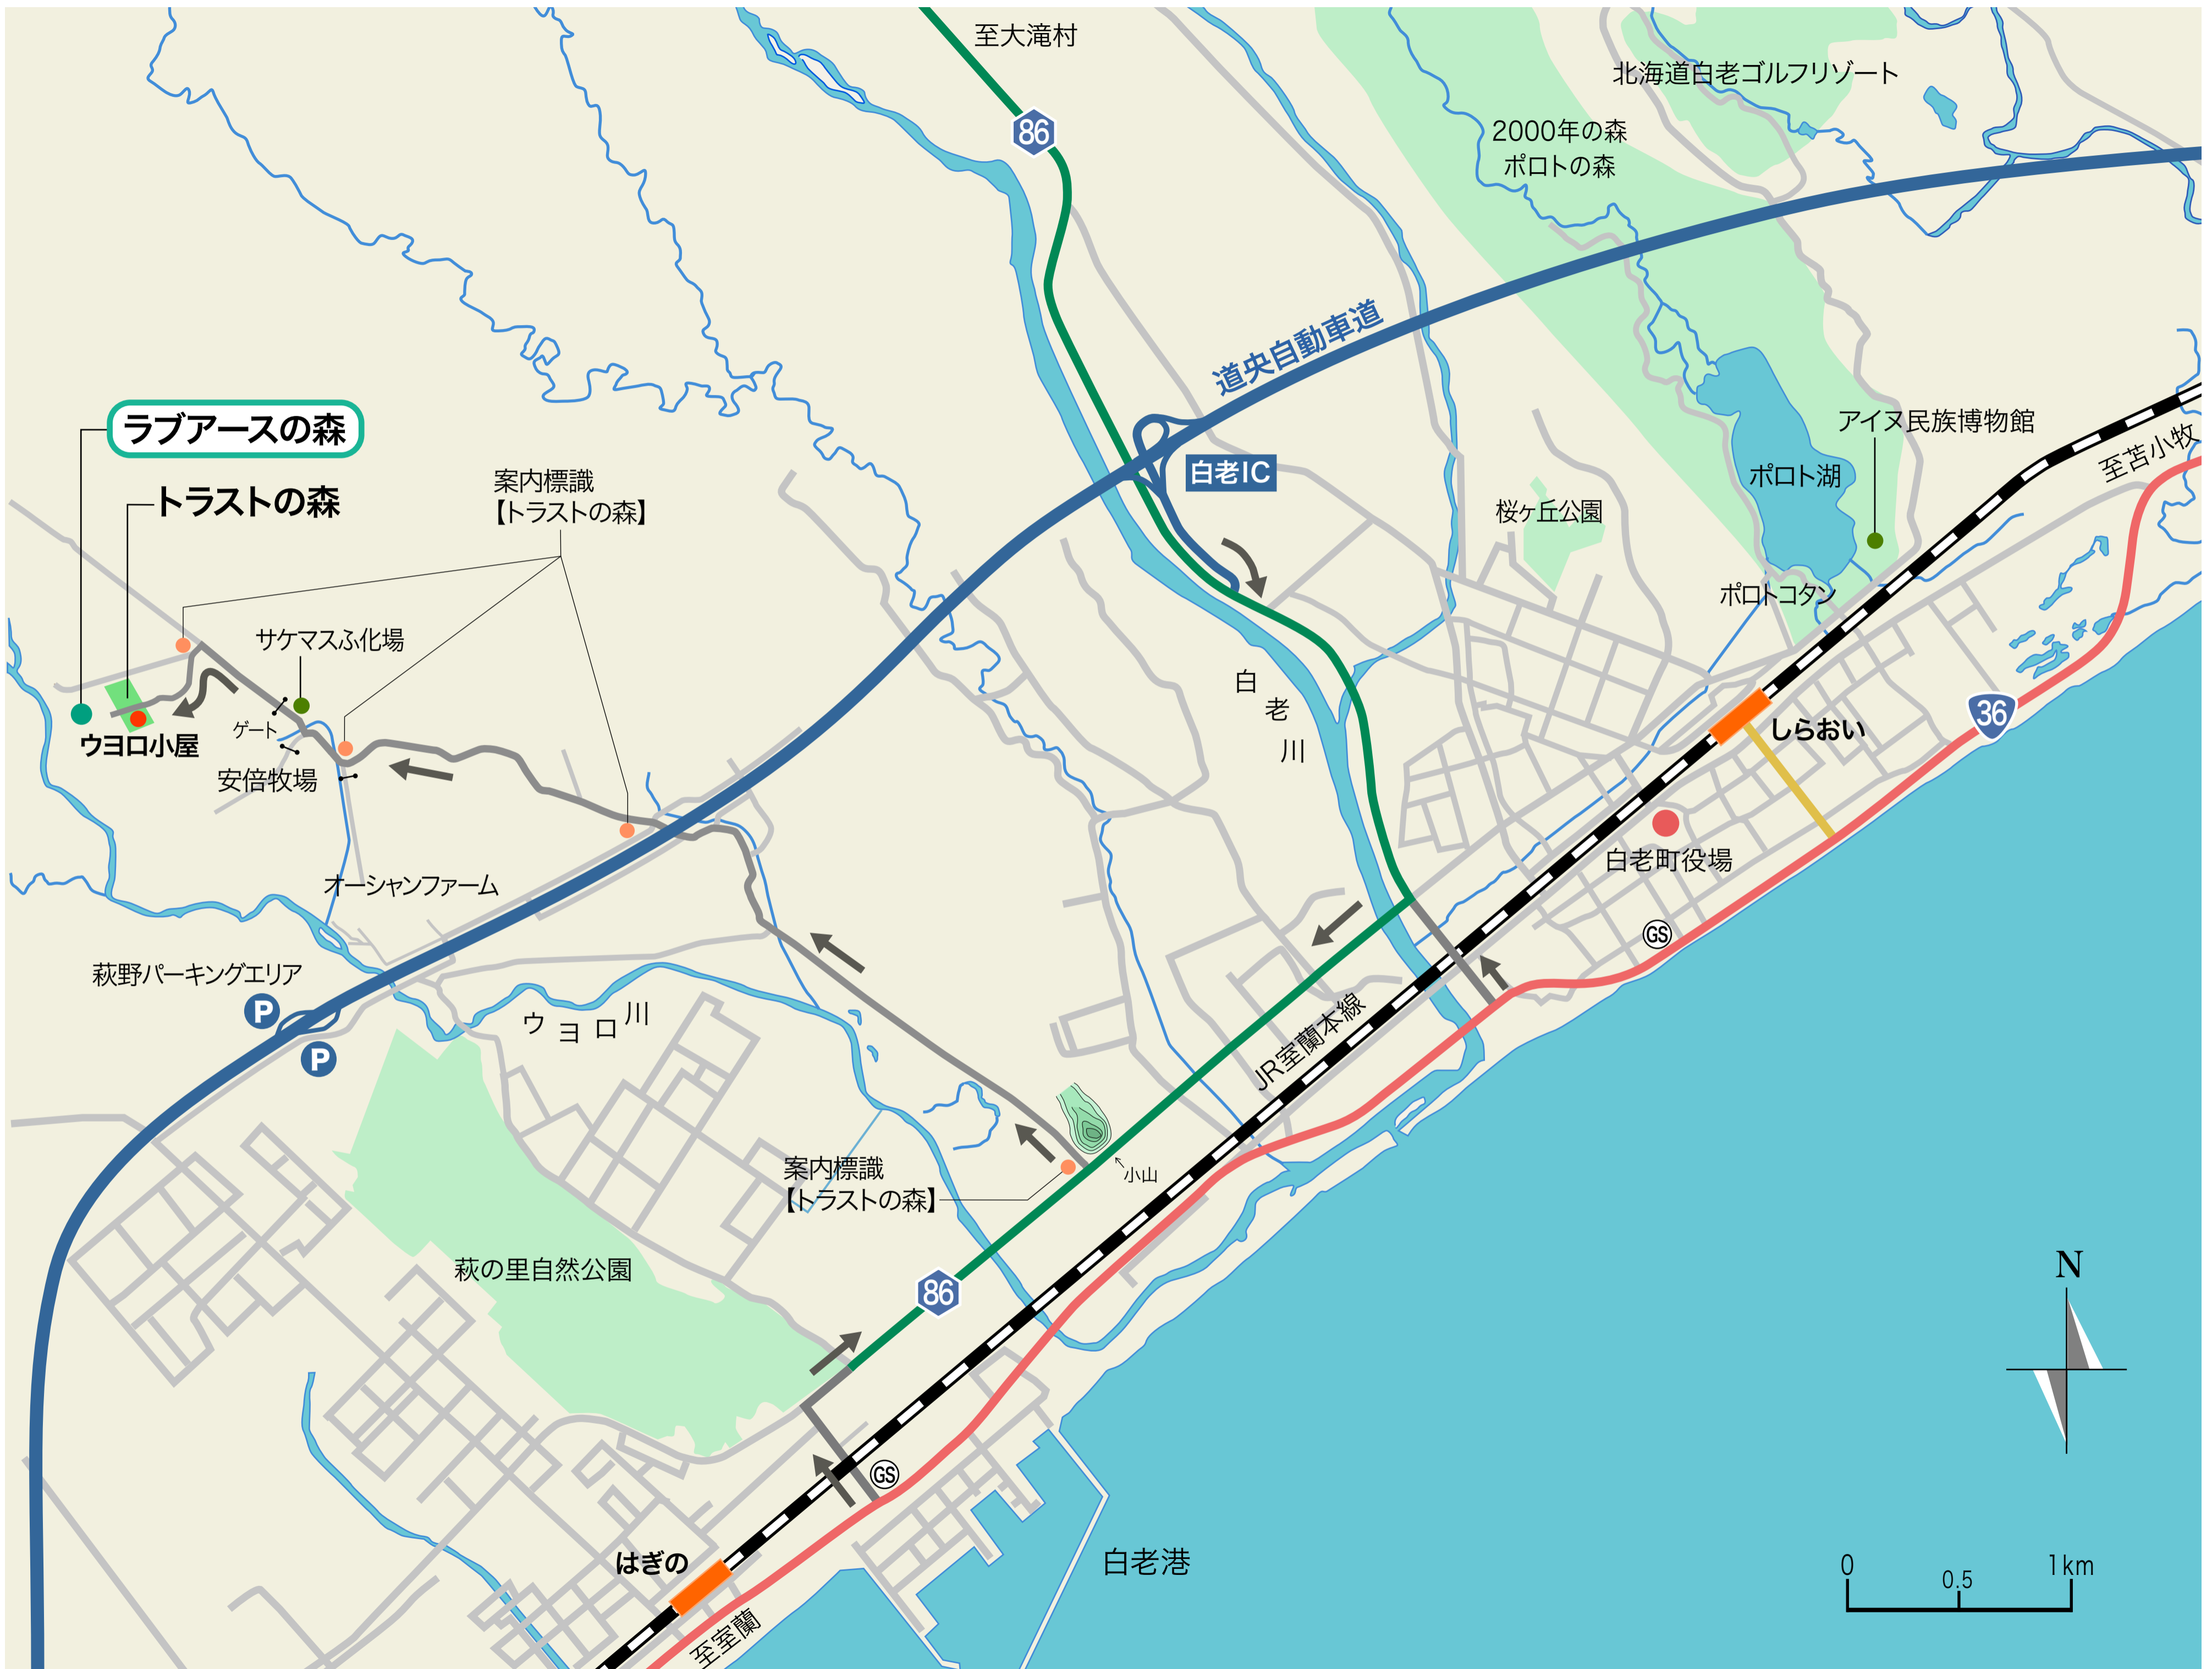 至大滝村
86
北海道白老ゴルフリゾート
2000年の森
ポロトの森
道央自動車道
ラブアースの森
トラストの森
案内標識
【トラストの森】
白老IC
アイヌ民族博物館
至苫小牧
ポロト湖
桜ヶ丘公園
ポロトコタン
サケマスふ化場
ゲート
ウヨロ小屋
安倍牧場
白老川
36
しらおい
白老町役場
オーシャンファーム
GS
萩野パーキングエリア
P
P
ウヨロ川
JR室蘭本線
案内標識
【トラストの森】
小山
萩の里自然公園
86
N
GS
はぎの
白老港
至室蘭
0
0.5
1km